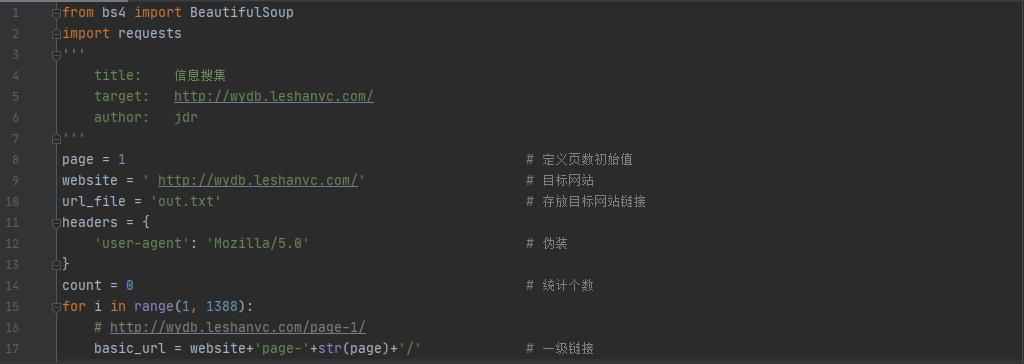 1 from bs4 import BeautifulSoup
2 import requests
3 '''
4 title: 信息搜集
5 target: http://wydb.leshanvc.com/
6 author: jdr
7 '''
8 page = 1 # 定义页数初始值
9 website = ' http://wydb.leshanvc.com/' # 目标网站
10 url_file = 'out.txt' # 存放目标网站链接
11 headers = {
12 'user-agent': 'Mozilla/5.0' # 伪装
13 }
14 count = 0 # 统计个数
15 for i in range(1, 1388):
16 # http://wydb.leshanvc.com/page-1/
17 basic_url = website+'page-'+str(page)+'/' # 一级链接